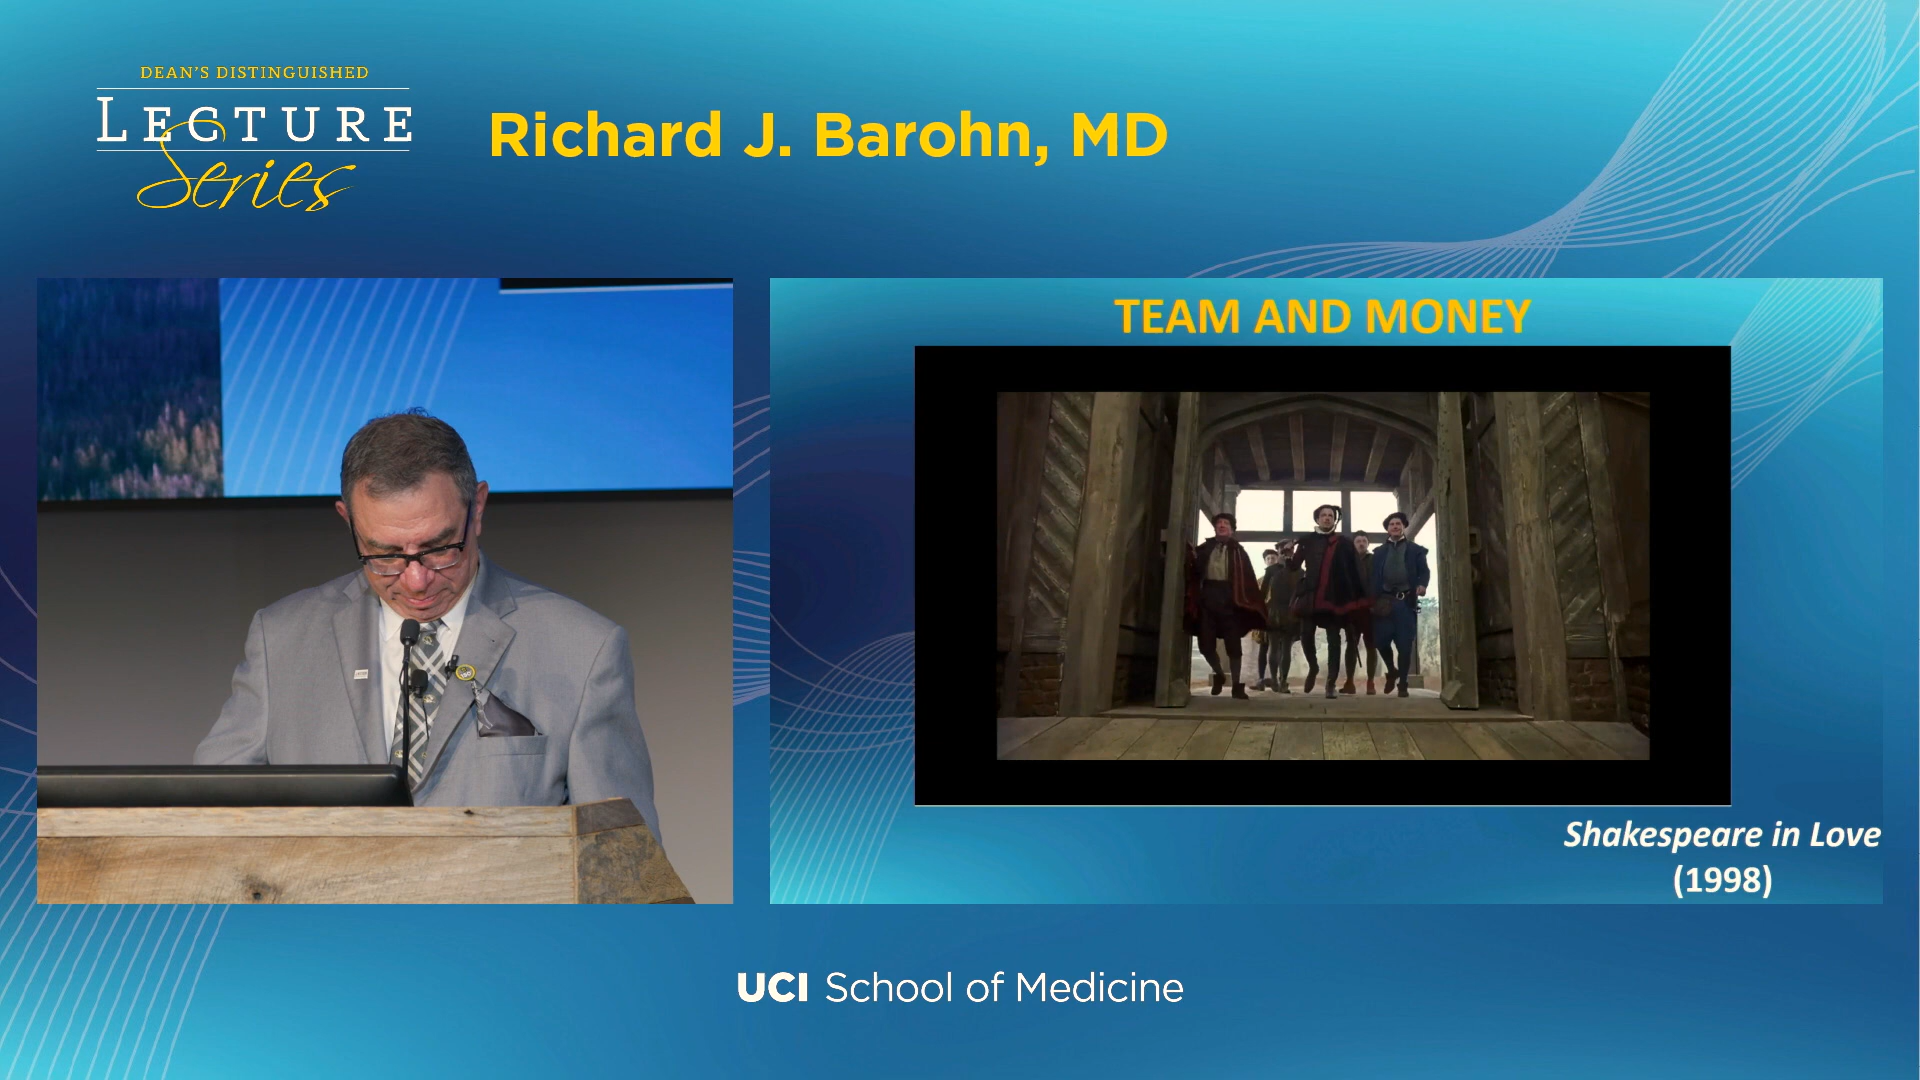 DEAN'S DISTINGUISHED
LECTURE
Series
Richard J. Barohn, MD
TEAM AND MONEY
Shakespeare in Love
(1998)
UCI School of Medicine